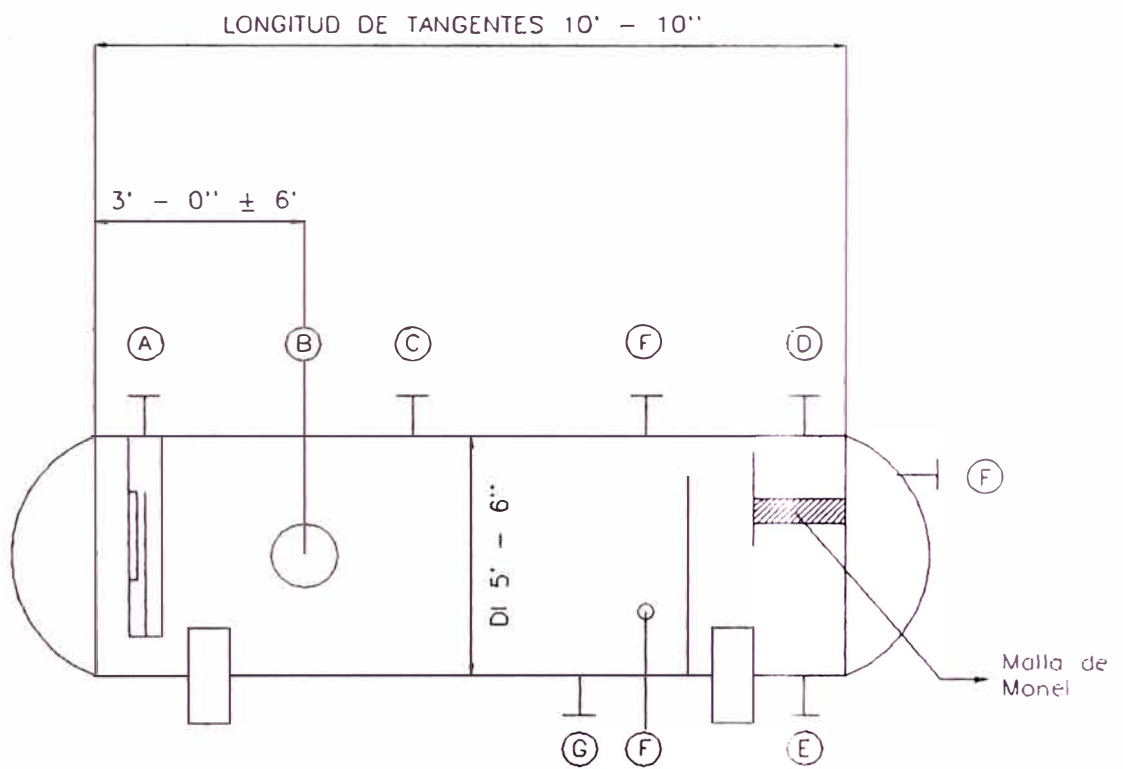 LONGITUD DE TANGENTES 10' - 10''
3' - 0'' ± 6'
A
B
C
F
D
F
DI 5' - 6''
Malla de
Monel
G
F
E